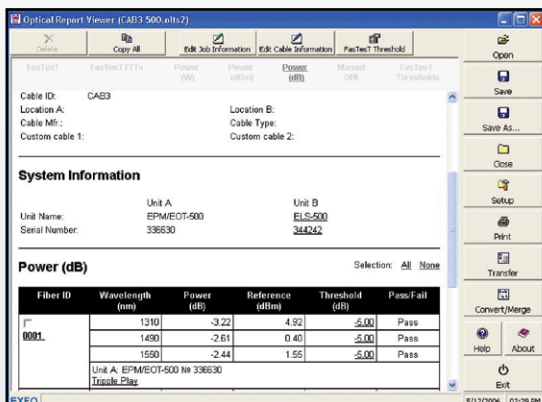 Optical Report Viewer (CAB3 500.olts2)
Delete Copy All Edit Job Information Edit Cable Information FasTesT Threshold
FasTesT FasTesT FTTx Power (W) Power (dBm) Power (dB) Manual ORL FasTesT Thresholds
Open
Save
Save As...
Close
Setup
Print
Transfer
Convert/Merge
Help About
Exit
Cable ID: CAB3
Location A: Location B:
Cable Mfr.: Cable Type:
Custom cable 1: Custom cable 2:
System Information
Unit A Unit B
Unit Name: EPM/EOT-500 ELS-500
Serial Number: 336630 344242
Power (dB) Selection: All None
Fiber ID Wavelength (nm) Power (dB) Reference (dBm) Threshold (dB) Pass/Fail
0001 1310 -3.22 4.92 -5.00 Pass
1490 -2.61 0.40 -5.00 Pass
1550 -2.44 1.55 -5.00 Pass
Unit A: EPM/EOT-500 № 336630
Tripple Play
EXFO 5/12/2006 02:29 PM